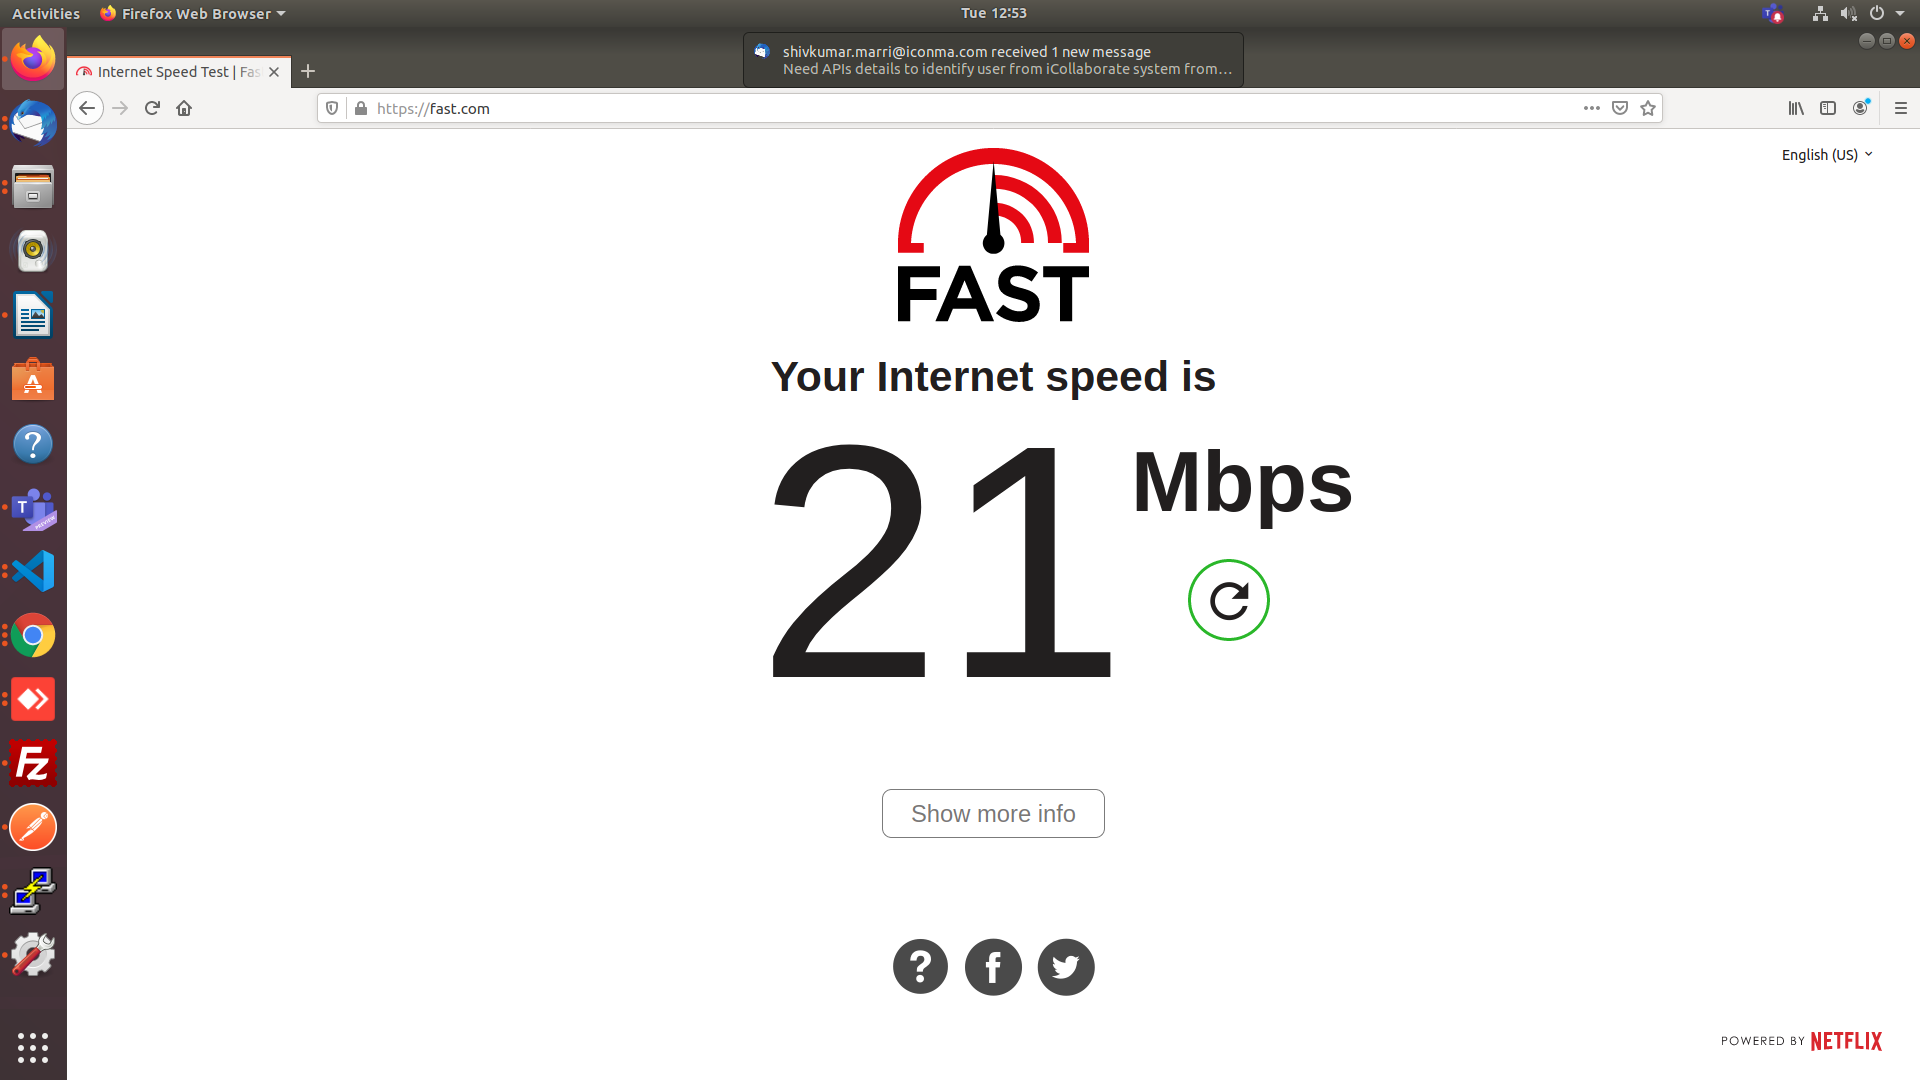 Activities
Firefox Web Browser
Tue 12:53
shivkumar.marri@iconma.com received 1 new message
Need APIs details to identify user from iCollaborate system from…
Internet Speed Test | Fas
https://fast.com
English (US)
FAST
Your Internet speed is
21 Mbps
Show more info
POWERED BY NETFLIX